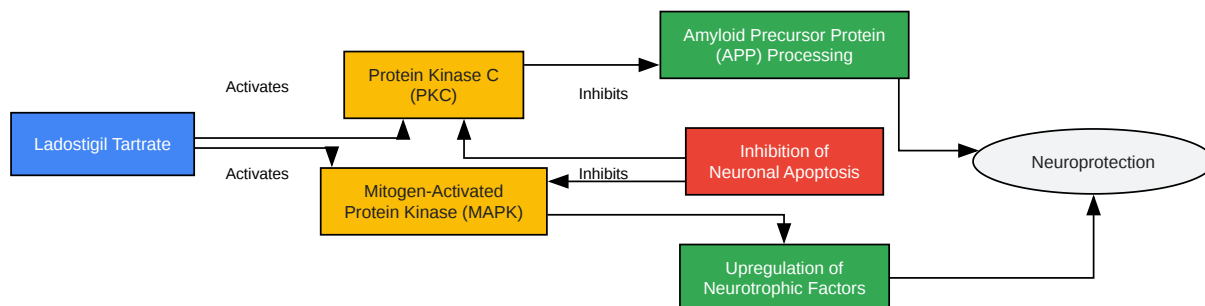 Amyloid Precursor Protein
(APP) Processing
Protein Kinase C
(PKC)
Activates
Inhibits
Ladostigil Tartrate
Inhibition of
Neuronal Apoptosis
Neuroprotection
Activates
Inhibits
Mitogen-Activated
Protein Kinase (MAPK)
Upregulation of
Neurotrophic Factors